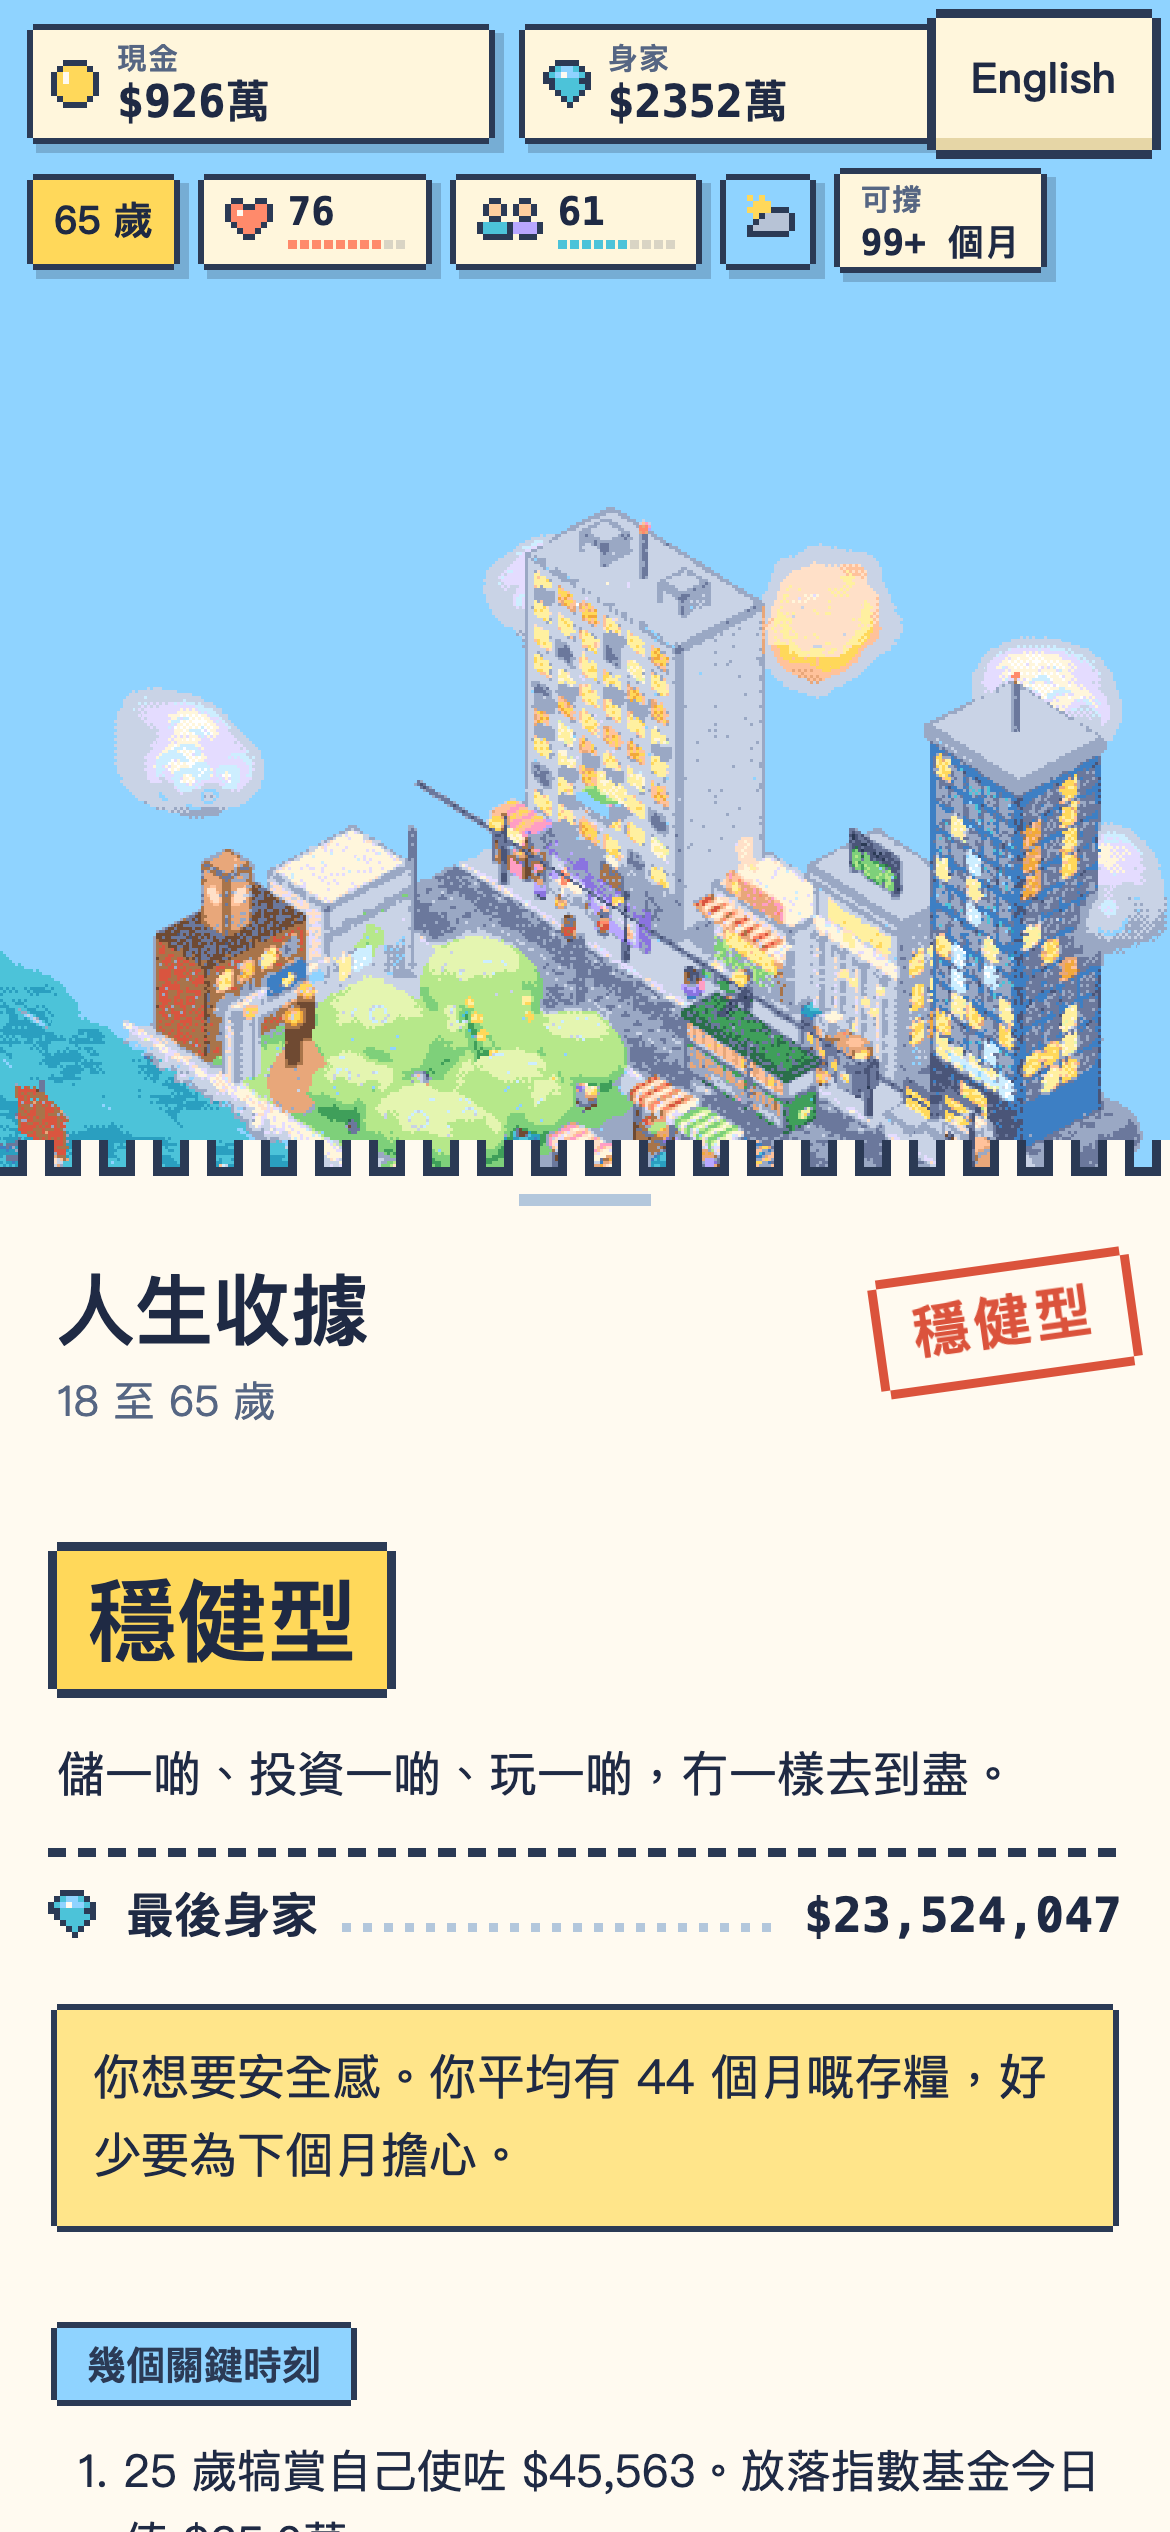 現金
$926萬
身家
$2352萬
English
65 歲
76
61
可撐
99+ 個月
人生收據
穩健型
18 至 65 歲
穩健型
儲一啲、投資一啲、玩一啲，冇一樣去到盡。
最後身家 $23,524,047
你想要安全感。你平均有 44 個月嘅存糧，好
少要為下個月擔心。
幾個關鍵時刻
1. 25 歲犒賞自己使咗 $45,563。放落指數基金今日